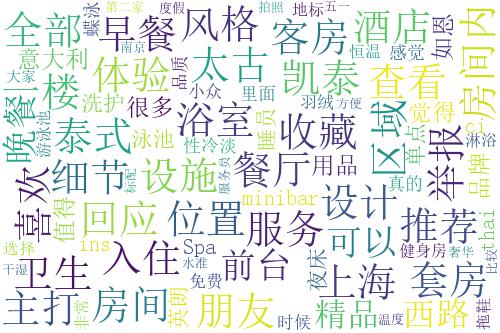 蝶泳
度假
第二家
拍照
地标
五一
全部
早餐
风格
客房
酒店
如恩
房间内
南京
意大利
品质
恒温
感觉
大家
楼
体验
太古
凯泰
查看
晚餐
洗护
很多
小众
里面
羽绒
方便
觉得
游泳池
泰式
浴室
收藏
区域
单点
ci
淋浴
泳池
睡员
性冷淡
餐厅
用品
举报
品牌
喜欢
细节
设施
服务员
标配
真的
值得
回应
位置
minibar
设计
推荐
thai
选择
ins
服务
可以
健身房
奢华
比较
干湿
卫生
入住
Spa
前台
夜床
上海
套房
水准
免费
主打
房间
非常
英朗
朋友
时候
精品
温度
西路
拖鞋